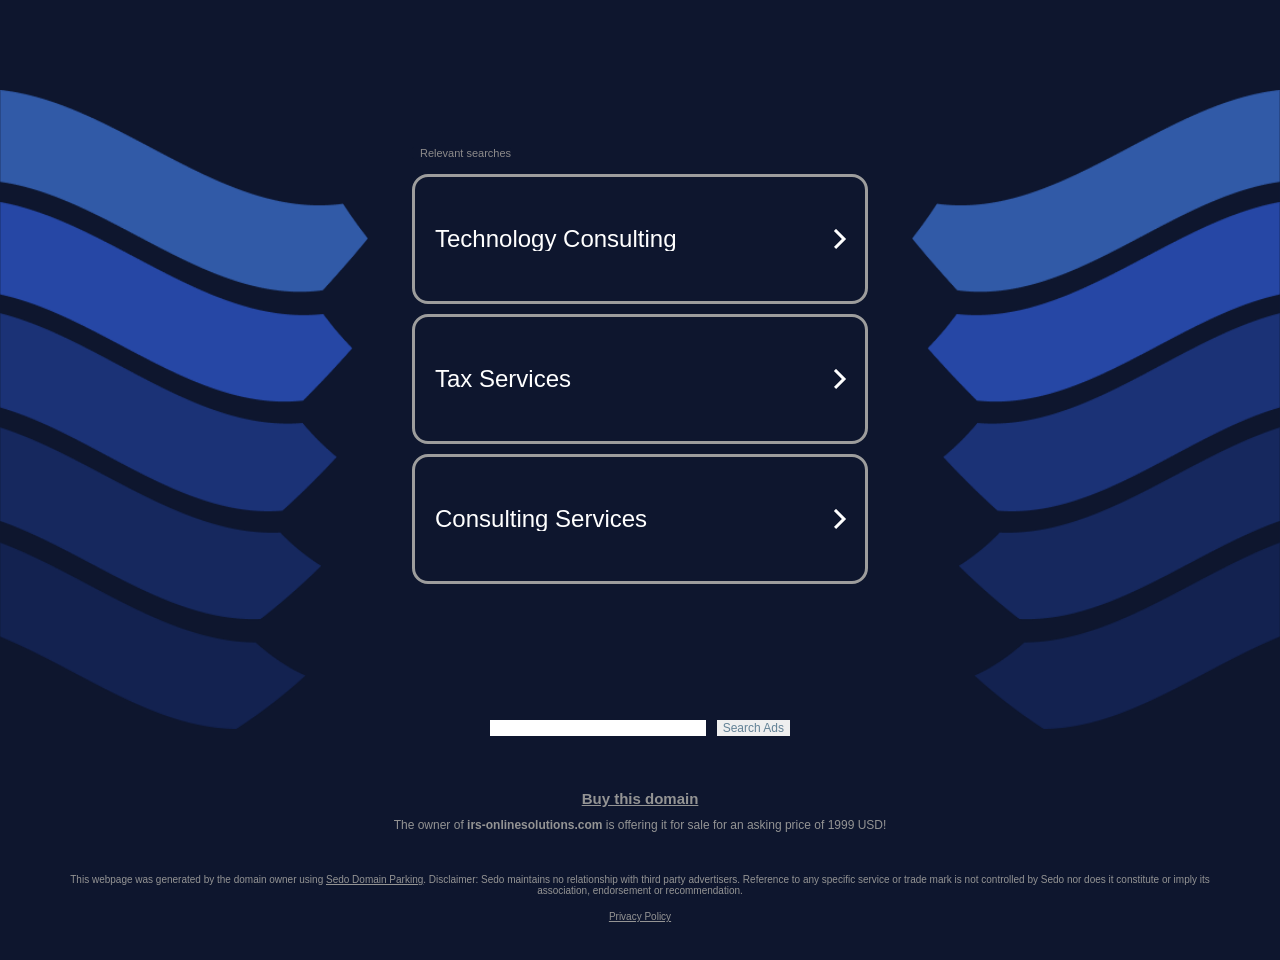 Relevant searches
Technology Consulting
Tax Services
Consulting Services
Search Ads
Buy this domain
The owner of irs-onlinesolutions.com is offering it for sale for an asking price of 1999 USD!
This webpage was generated by the domain owner using Sedo Domain Parking. Disclaimer: Sedo maintains no relationship with third party advertisers. Reference to any specific service or trade mark is not controlled by Sedo nor does it constitute or imply its
association, endorsement or recommendation.
Privacy Policy